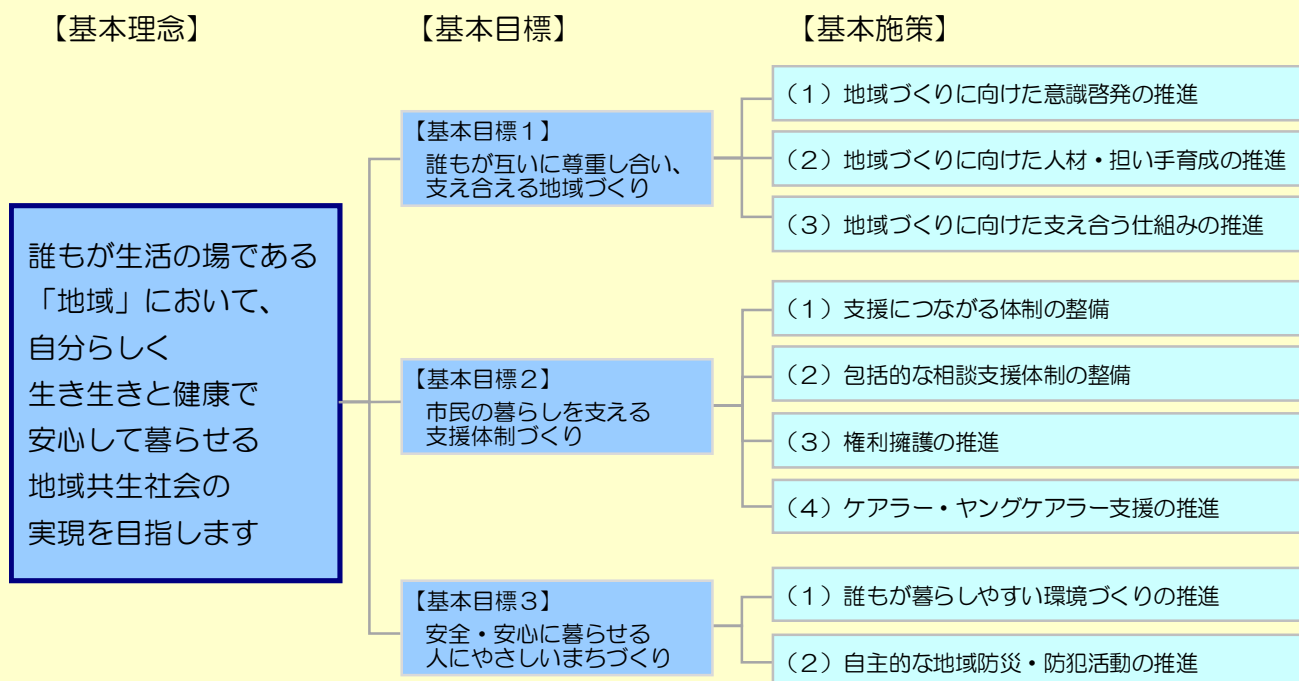 【基本理念】
【基本目標】
【基本施策】
誰もが生活の場である
「地域」において、
自分らしく
生き生きと健康で
安心して暮らせる
地域共生社会の
実現を目指します
【基本目標１】
誰もが互いに尊重し合い、
支え合える地域づくり
（１）地域づくりに向けた意識啓発の推進
（２）地域づくりに向けた人材・担い手育成の推進
（３）地域づくりに向けた支え合う仕組みの推進
【基本目標２】
市民の暮らしを支える
支援体制づくり
（１）支援につながる体制の整備
（２）包括的な相談支援体制の整備
（３）権利擁護の推進
（４）ケアラー・ヤングケアラー支援の推進
【基本目標３】
安全・安心に暮らせる
人にやさしいまちづくり
（１）誰もが暮らしやすい環境づくりの推進
（２）自主的な地域防災・防犯活動の推進